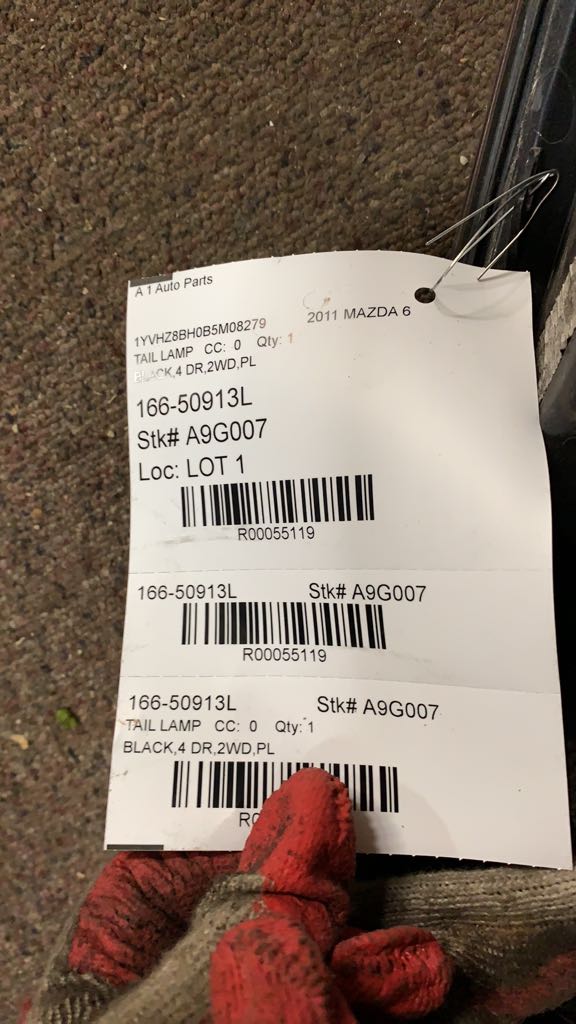 A 1 Auto Parts
1YVHZ8BH0B5M08279 2011 MAZDA 6
TAIL LAMP CC: 0 Qty: 1
BLACK,4 DR,2WD,PL
166-50913L
Stk# A9G007
Loc: LOT 1
R00055119
166-50913L Stk# A9G007
R00055119
166-50913L Stk# A9G007
TAIL LAMP CC: 0 Qty: 1
BLACK,4 DR,2WD,PL